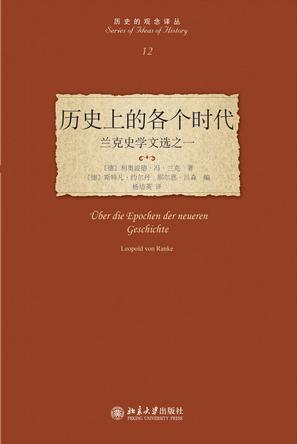 历史的观念译丛
Series of Ideas of History
12
历史上的各个时代
兰克史学文选之一
〔德〕利奥波德·冯·兰克 著
〔德〕斯特凡·约尔丹 耶尔恩·吕森 编
杨培英 译
Über die Epochen der neueren
Geschichte
Leopold von Ranke
北京大学出版社
PEKING UNIVERSITY PRESS